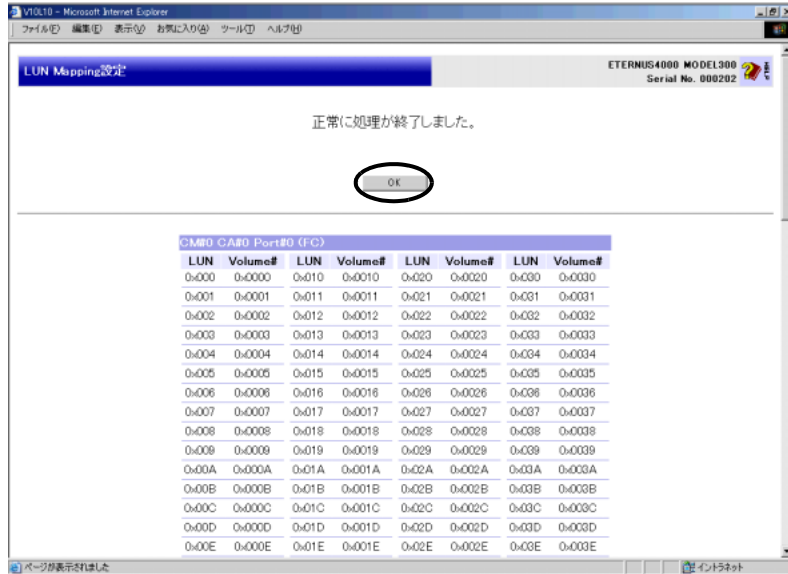 V10L10 - Microsoft Internet Explorer
ファイル(F) 編集(E) 表示(V) お気に入り(A) ツール(T) ヘルプ(H)
LUN Mapping設定
ETERNUS4000 MODEL300
Serial No. 000202
正常に処理が終了しました。
OK
CM#0 CA#0 Port#0 (FC)
LUN Volume# LUN Volume# LUN Volume# LUN Volume#
0x000 0x0000 0x010 0x0010 0x020 0x0020 0x030 0x0030
0x001 0x0001 0x011 0x0011 0x021 0x0021 0x031 0x0031
0x002 0x0002 0x012 0x0012 0x022 0x0022 0x032 0x0032
0x003 0x0003 0x013 0x0013 0x023 0x0023 0x033 0x0033
0x004 0x0004 0x014 0x0014 0x024 0x0024 0x034 0x0034
0x005 0x0005 0x015 0x0015 0x025 0x0025 0x035 0x0035
0x006 0x0006 0x016 0x0016 0x026 0x0026 0x036 0x0036
0x007 0x0007 0x017 0x0017 0x027 0x0027 0x037 0x0037
0x008 0x0008 0x018 0x0018 0x028 0x0028 0x038 0x0038
0x009 0x0009 0x019 0x0019 0x029 0x0029 0x039 0x0039
0x00A 0x000A 0x01A 0x001A 0x02A 0x002A 0x03A 0x003A
0x00B 0x000B 0x01B 0x001B 0x02B 0x002B 0x03B 0x003B
0x00C 0x000C 0x01C 0x001C 0x02C 0x002C 0x03C 0x003C
0x00D 0x000D 0x01D 0x001D 0x02D 0x002D 0x03D 0x003D
0x00E 0x000E 0x01E 0x001E 0x02E 0x002E 0x03E 0x003E
ページが表示されました イントラネット